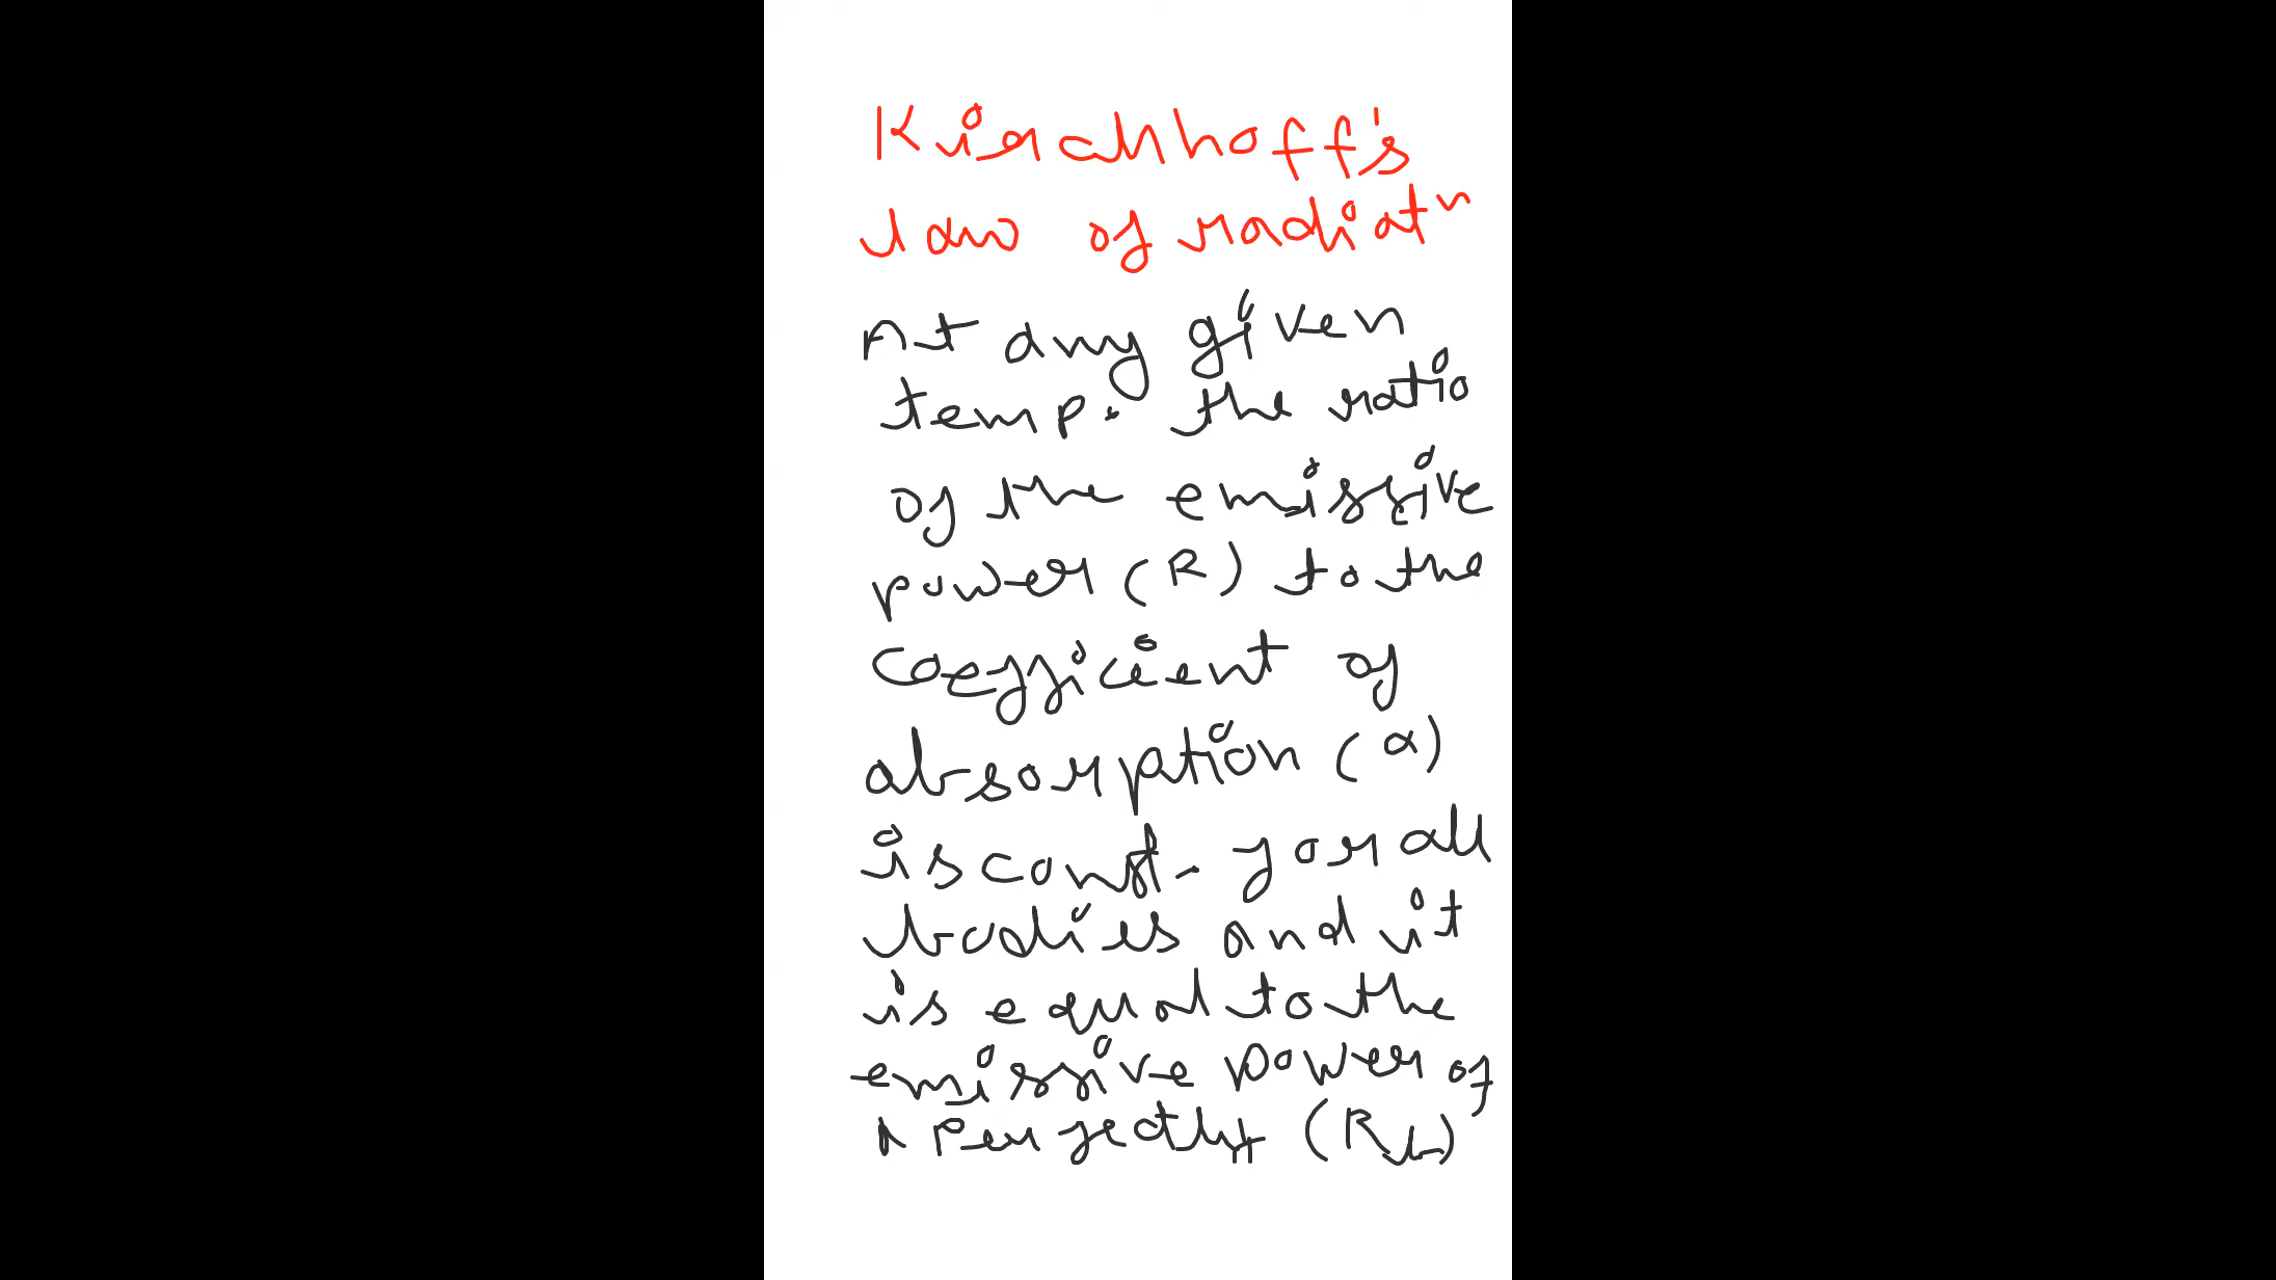 Kirchhoff's
law of radiatⁿ
At any given
temp. the ratio
of the emissive
power (R) to the
coefficient of
absorption (a)
is const. for all
bodies and it
is equal to the
emissive power of
a perfectly (Rb)